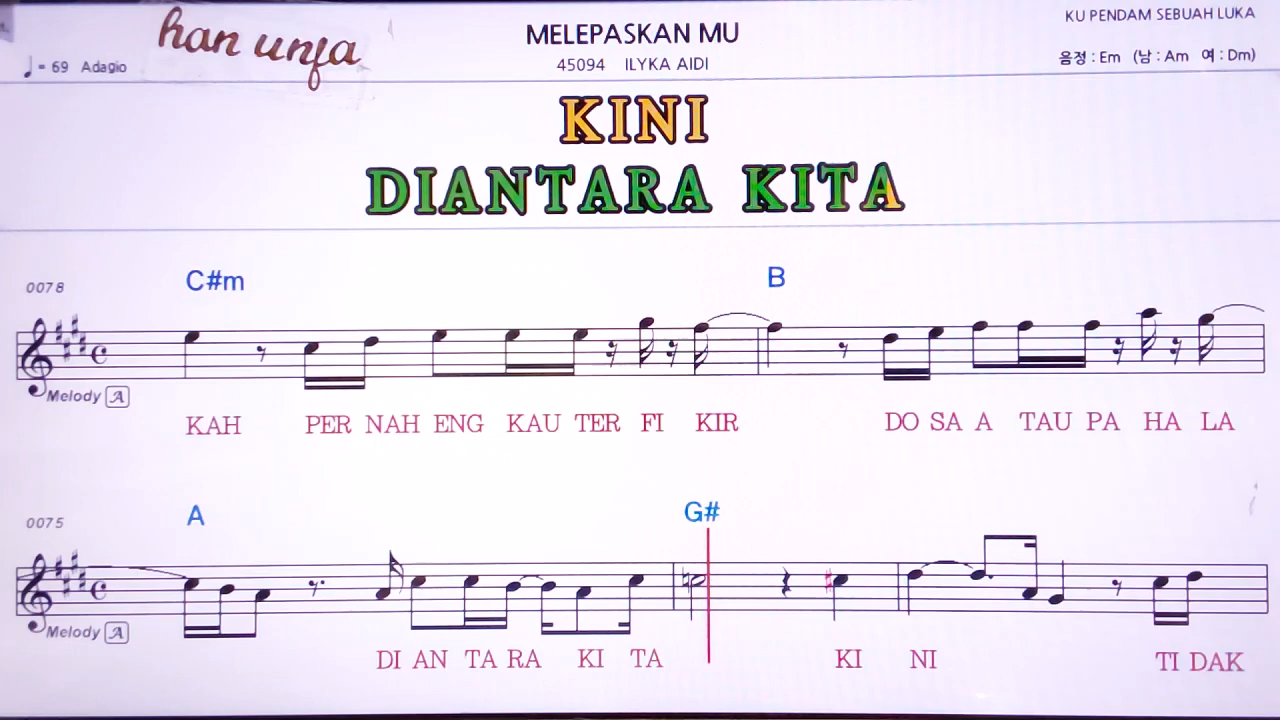 han unfa
MELEPASKAN MU
KU PENDAM SEBUAH LUKA
♩= 69 Adagio
45094 ILYKA AIDI
음정 : Em (남 : Am 여 : Dm)
KINI
DIANTARA KITA
0078
C#m B
Melody A
KAH PER NAH ENG KAU TER FI KIR DO SA A TAU PA HA LA
0075
A G#
Melody A
DI AN TA RA KI TA KI NI TI DAK